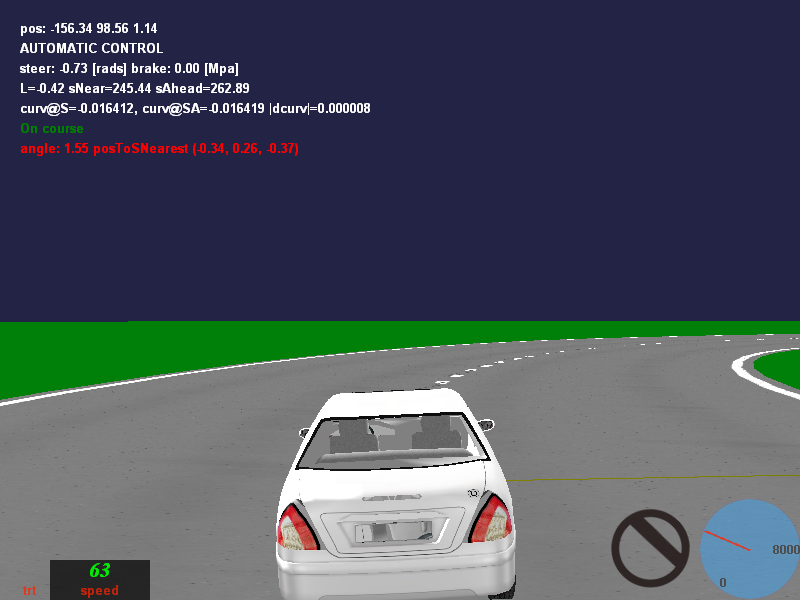 pos: -156.34 98.56 1.14
AUTOMATIC CONTROL
steer: -0.73 [rads] brake: 0.00 [Mpa]
L=-0.42 sNear=245.44 sAhead=262.89
curv@S=-0.016412, curv@SA=-0.016419 |dcurv|=0.000008
On course
angle: 1.55 posToSNearest (-0.34, 0.26, -0.37)
8000
63
0
trl speed